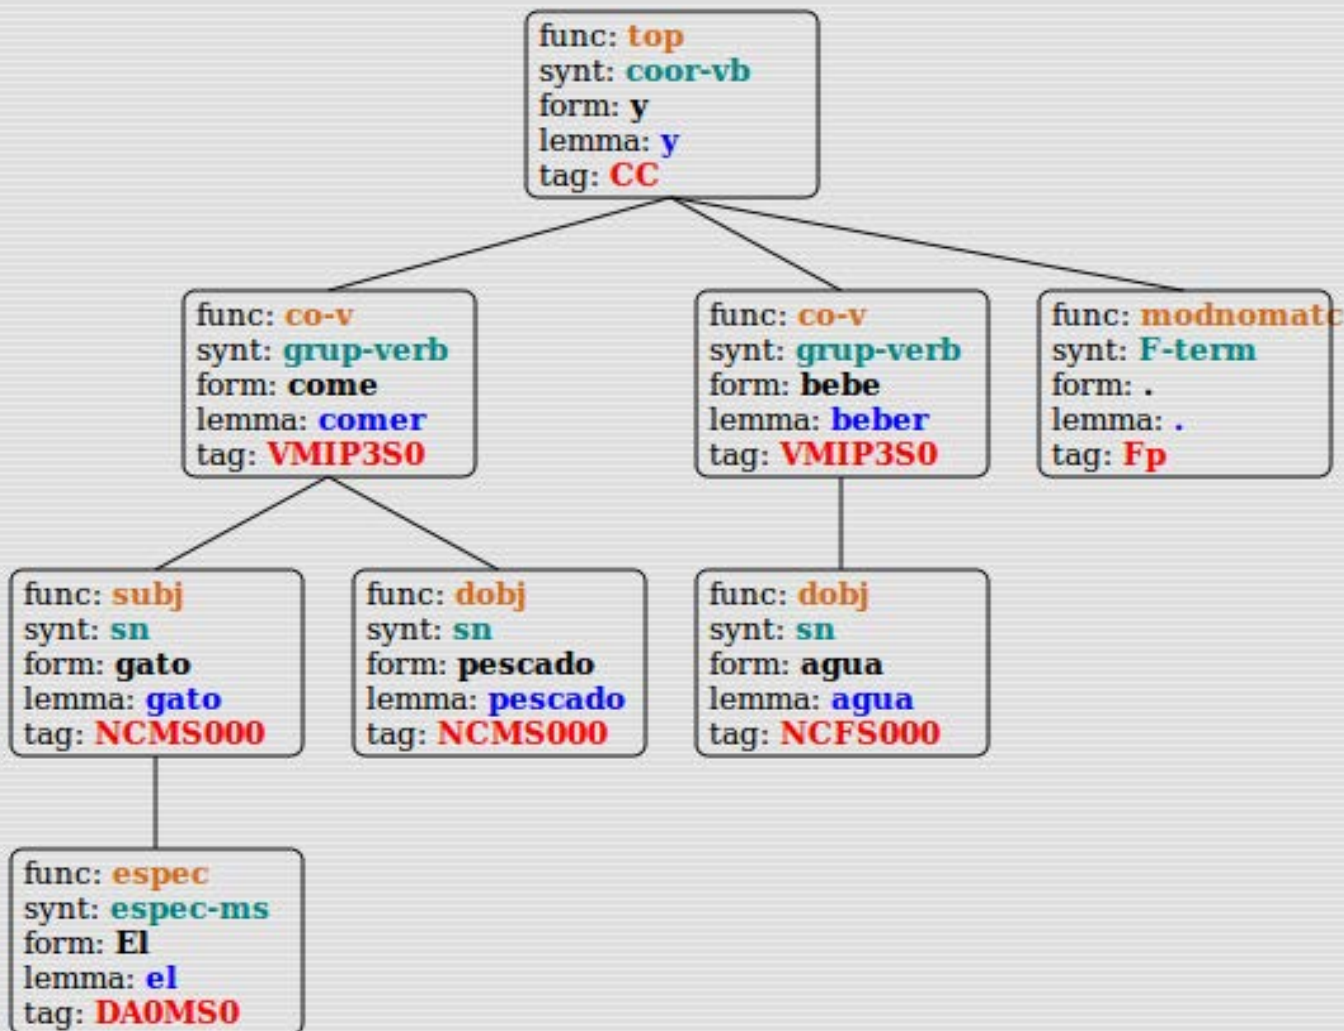 func: top
synt: coor-vb
form: y
lemma: y
tag: CC
func: co-v
synt: grup-verb
form: come
lemma: comer
tag: VMIP3S0
func: co-v
synt: grup-verb
form: bebe
lemma: beber
tag: VMIP3S0
func: modnomatc
synt: F-term
form: .
lemma: .
tag: Fp
func: subj
synt: sn
form: gato
lemma: gato
tag: NCMS000
func: dobj
synt: sn
form: pescado
lemma: pescado
tag: NCMS000
func: dobj
synt: sn
form: agua
lemma: agua
tag: NCFS000
func: espec
synt: espec-ms
form: El
lemma: el
tag: DA0MS0